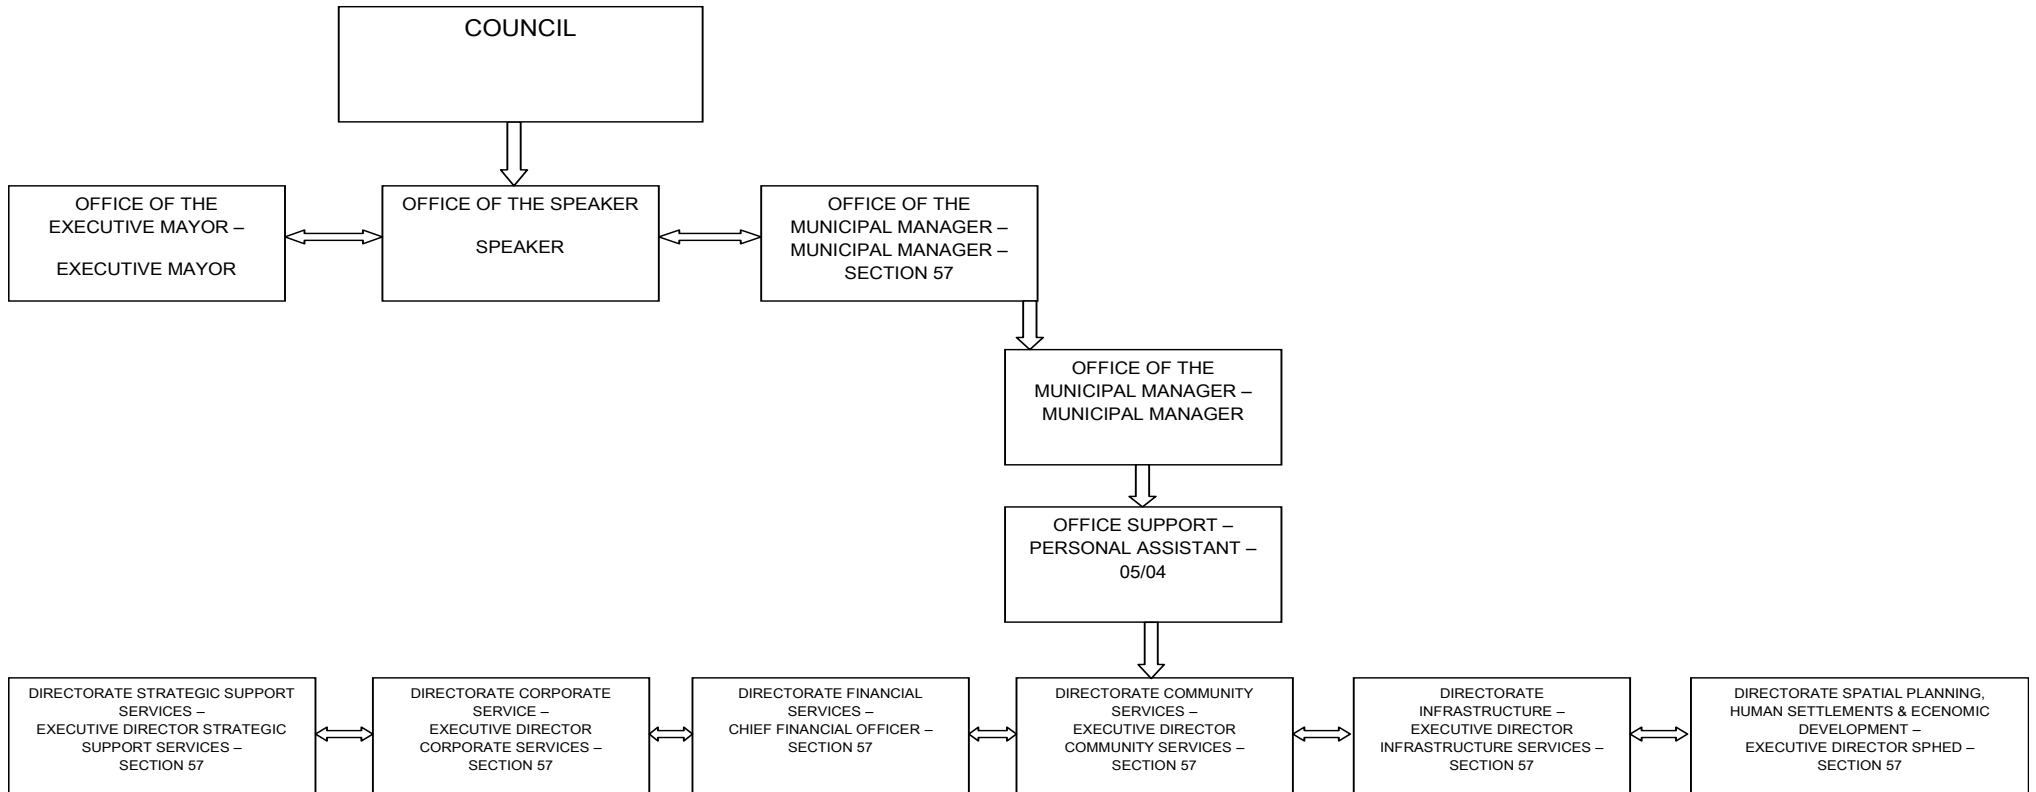 COUNCIL
OFFICE OF THE
EXECUTIVE MAYOR –
EXECUTIVE MAYOR
OFFICE OF THE SPEAKER
SPEAKER
OFFICE OF THE
MUNICIPAL MANAGER –
MUNICIPAL MANAGER –
SECTION 57
OFFICE OF THE
MUNICIPAL MANAGER –
MUNICIPAL MANAGER
OFFICE SUPPORT –
PERSONAL ASSISTANT –
05/04
DIRECTORATE STRATEGIC SUPPORT
SERVICES –
EXECUTIVE DIRECTOR STRATEGIC
SUPPORT SERVICES –
SECTION 57
DIRECTORATE CORPORATE
SERVICE –
EXECUTIVE DIRECTOR
CORPORATE SERVICES –
SECTION 57
DIRECTORATE FINANCIAL
SERVICES –
CHIEF FINANCIAL OFFICER –
SECTION 57
DIRECTORATE COMMUNITY
SERVICES –
EXECUTIVE DIRECTOR
COMMUNITY SERVICES –
SECTION 57
DIRECTORATE
INFRASTRUCTURE –
EXECUTIVE DIRECTOR
INFRASTRUCTURE SERVICES –
SECTION 57
DIRECTORATE SPATIAL PLANNING,
HUMAN SETTLEMENTS & ECENOMIC
DEVELOPMENT –
EXECUTIVE DIRECTOR SPHED –
SECTION 57